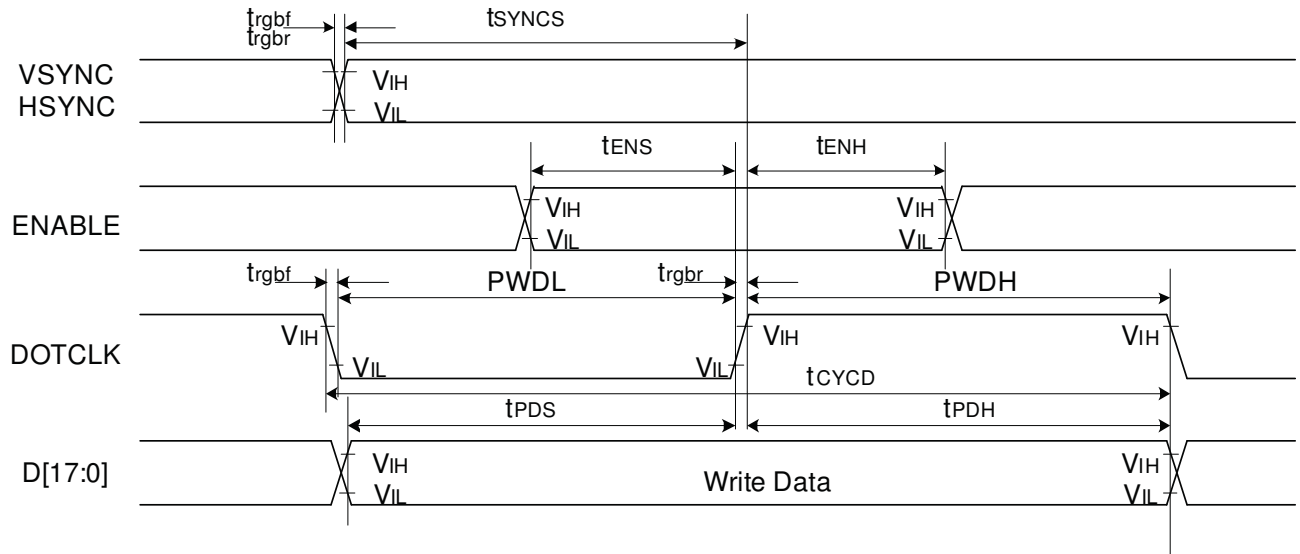 trgbf
trgbr
tSYNCS
VSYNC
HSYNC
VIH
VIL
tENS
tENH
ENABLE
VIH
VIL
VIH
VIL
trgbf
PWDL
trgbr
PWDH
DOTCLK
VIH
VIL
VIL
VIH
VIH
tCYCD
tPDS
tPDH
D[17:0]
VIH
VIL
Write Data
VIH
VIL